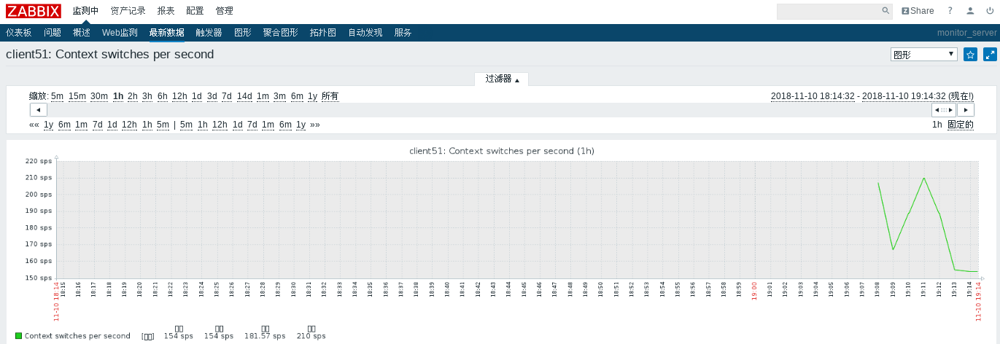 ZABBIX 监测中 资产记录 报表 配置 管理 Z Share ?
仪表板 问题 概述 Web监测 最新数据 触发器 图形 聚合图形 拓扑图 自动发现 服务 monitor_server
client51: Context switches per second 图形
过滤器
缩放: 5m 15m 30m 1h 2h 3h 6h 12h 1d 3d 7d 14d 1m 3m 6m 1y 所有 2018-11-10 18:14:32 - 2018-11-10 19:14:32 (现在!)
«« 1y 6m 1m 7d 1d 12h 1h 5m | 5m 1h 12h 1d 7d 1m 6m 1y »» 1h 固定的
client51: Context switches per second (1h)
220 sps
210 sps
200 sps
190 sps
180 sps
170 sps
160 sps
150 sps
11-10 18:14 18:15 18:16 18:17 18:18 18:19 18:20 18:21 18:22 18:23 18:24 18:25 18:26 18:27 18:28 18:29 18:30 18:31 18:32 18:33 18:34 18:35 18:36 18:37 18:38 18:39 18:40 18:41 18:42 18:43 18:44 18:45 18:46 18:47 18:48 18:49 18:50 18:51 18:52 18:53 18:54 18:55 18:56 18:57 18:58 18:59 19:00 19:01 19:02 19:03 19:04 19:05 19:06 19:07 19:08 19:09 19:10 19:11 19:12 19:13 19:14 11-10 19:14
□□ □□ □□ □□
Context switches per second [□□] 154 sps 154 sps 181.57 sps 210 sps